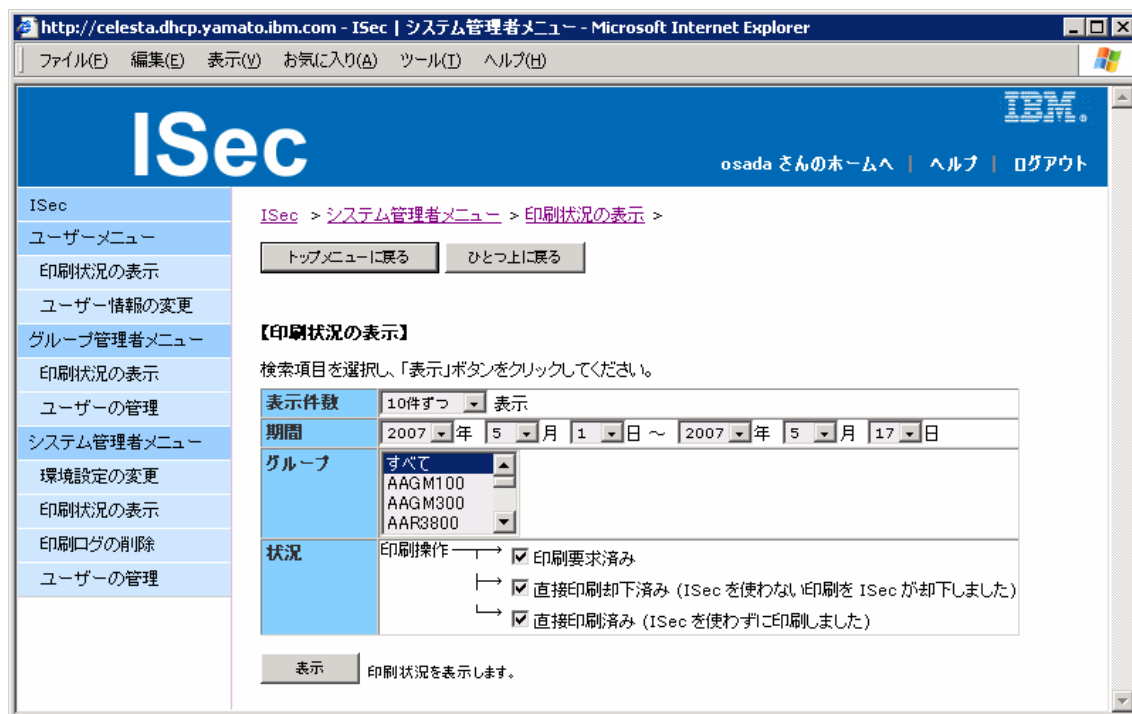 http://celesta.dhcp.yamato.ibm.com - ISec | システム管理者メニュー - Microsoft Internet Explorer
ファイル(F) 編集(E) 表示(V) お気に入り(A) ツール(T) ヘルプ(H)
IBM®
ISec
osada さんのホームへ | ヘルプ | ログアウト
ISec
ユーザーメニュー
印刷状況の表示
ユーザー情報の変更
グループ管理者メニュー
印刷状況の表示
ユーザーの管理
システム管理者メニュー
環境設定の変更
印刷状況の表示
印刷ログの削除
ユーザーの管理
ISec > システム管理者メニュー > 印刷状況の表示 >
トップメニューに戻る ひとつ上に戻る
【印刷状況の表示】
検索項目を選択し、「表示」ボタンをクリックしてください。
表示件数 10件ずつ 表示
期間 2007 年 5 月 1 日 ～ 2007 年 5 月 17 日
グループ すべて
AAGM100
AAGM300
AAR3800
状況 印刷操作 印刷要求済み
直接印刷却下済み (ISec を使わない印刷を ISec が却下しました)
直接印刷済み (ISec を使わずに印刷しました)
表示 印刷状況を表示します。